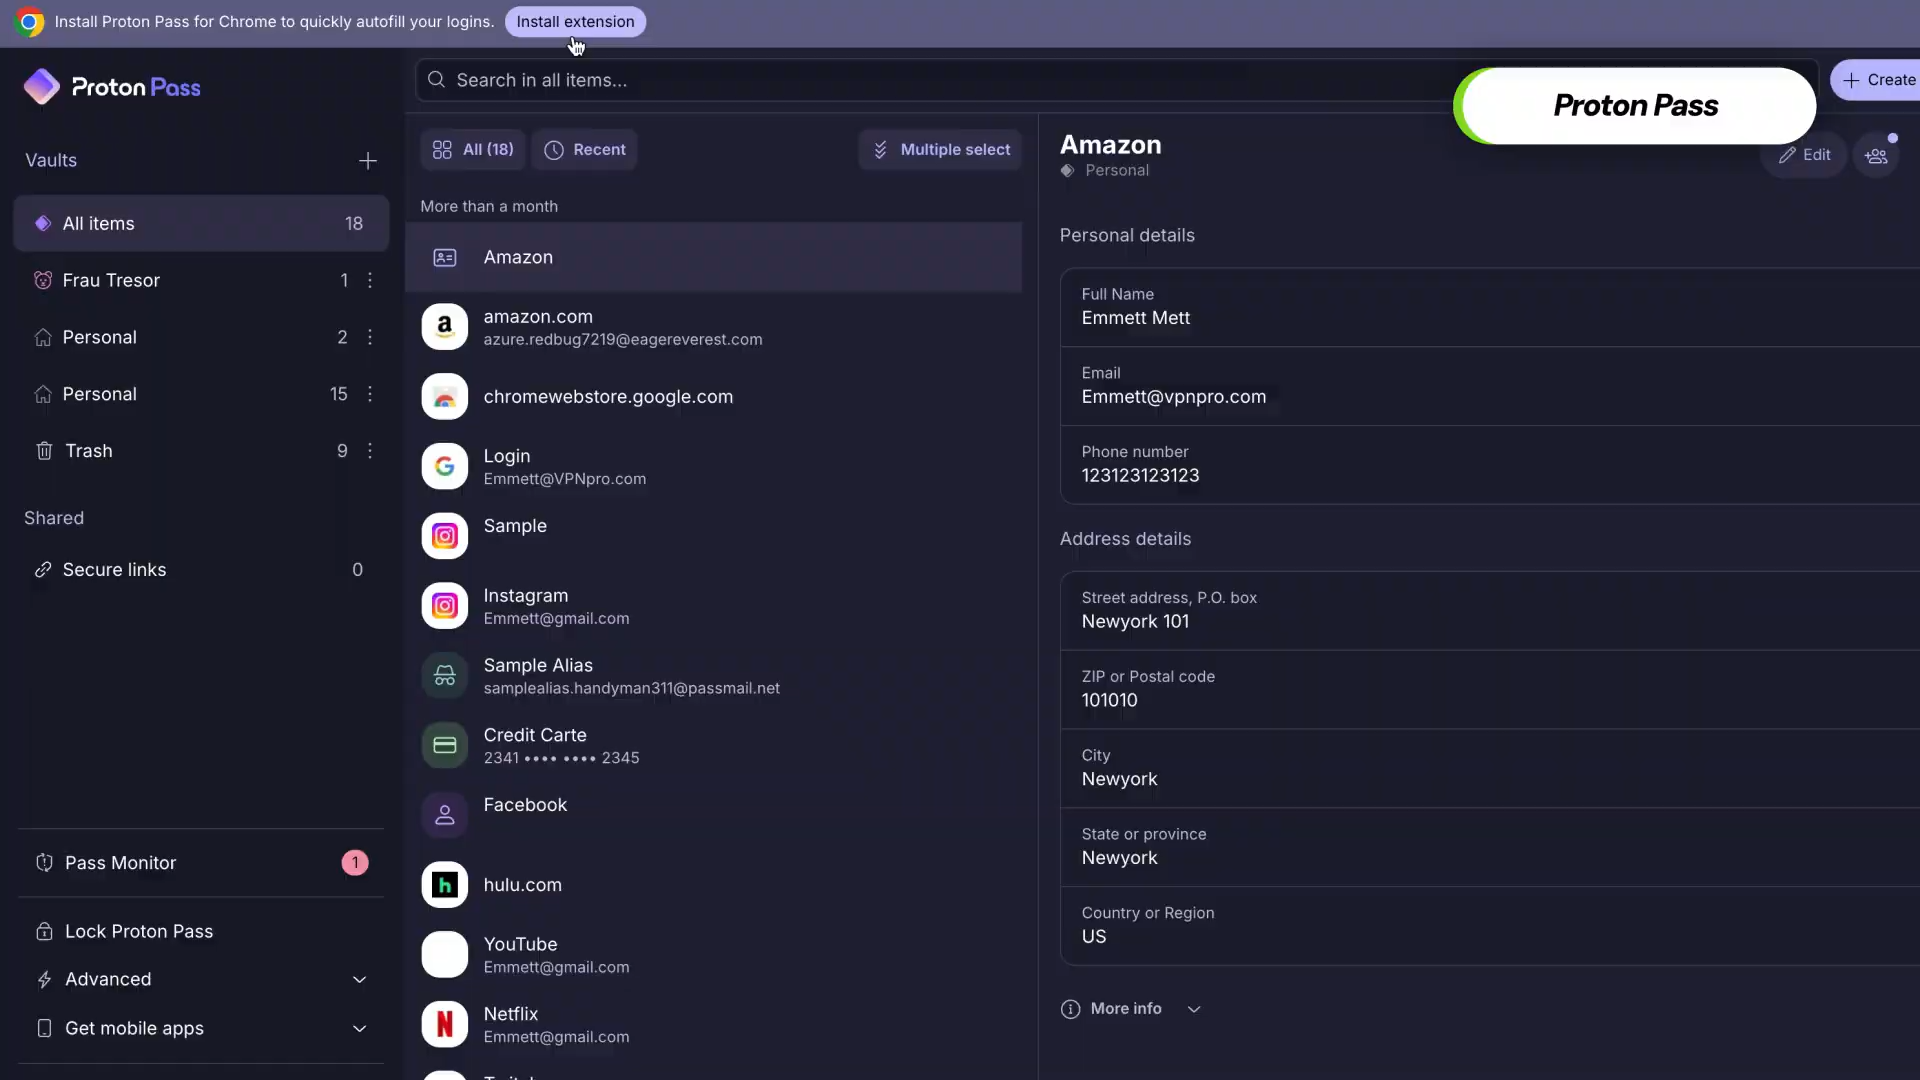 Install Proton Pass for Chrome to quickly autofill your logins.
Install extension
Proton Pass
Search in all items...
Create
Proton Pass
Vaults
All items
18
Frau Tresor
1
Personal
2
Personal
15
Trash
9
Shared
Secure links
0
Pass Monitor
1
Lock Proton Pass
Advanced
Get mobile apps
All (18)
Recent
Multiple select
More than a month
Amazon
amazon.com
azure.redbug7219@eagereverest.com
chromewebstore.google.com
Login
Emmett@VPNpro.com
Sample
Instagram
Emmett@gmail.com
Sample Alias
samplealias.handyman311@passmail.net
Credit Carte
2341 •••• •••• 2345
Facebook
hulu.com
YouTube
Emmett@gmail.com
Netflix
Emmett@gmail.com
Amazon
Personal
Edit
Personal details
Full Name
Emmett Mett
Email
Emmett@vpnpro.com
Phone number
123123123123
Address details
Street address, P.O. box
Newyork 101
ZIP or Postal code
101010
City
Newyork
State or province
Newyork
Country or Region
US
More info